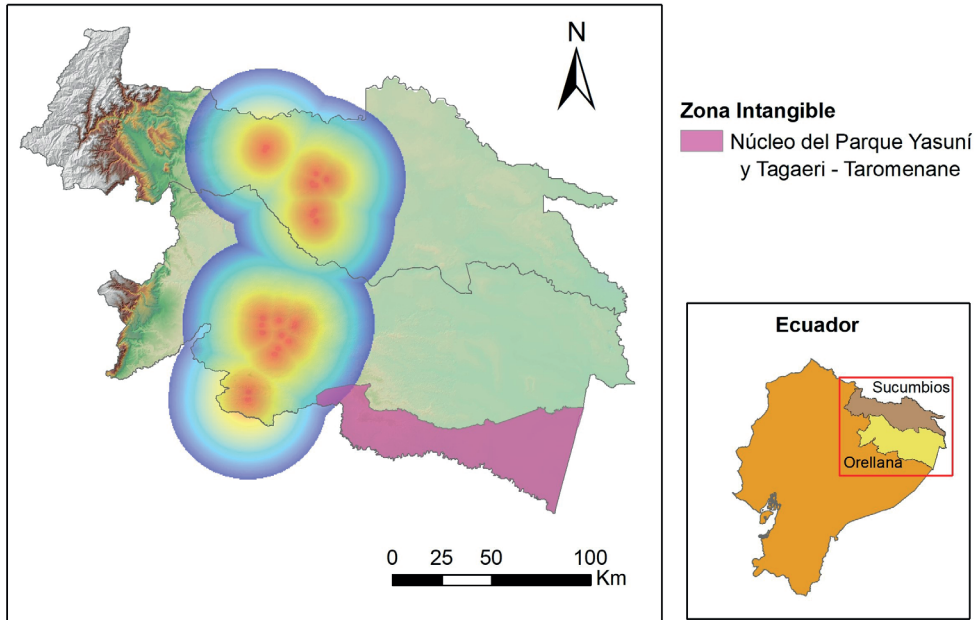 N
Zona Intangible
Núcleo del Parque Yasuní
y Tagaeri - Taromenane
0 25 50 100
Km
Ecuador
Sucumbios
Orellana